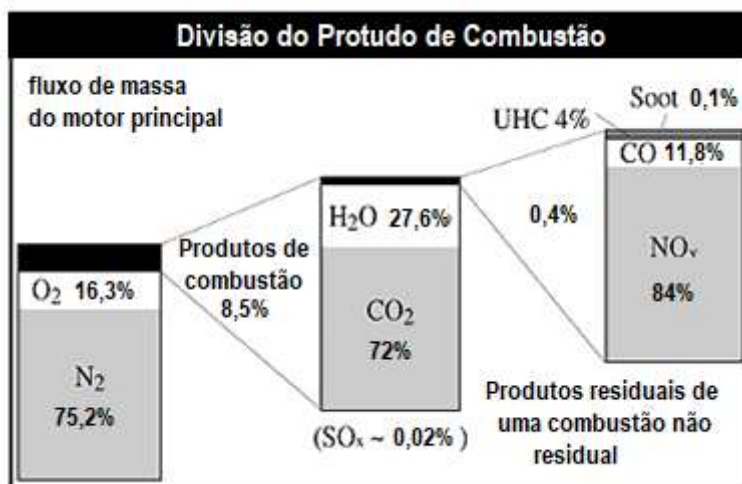 Divisão do Protudo de Combustão
fluxo de massa
do motor principal
O₂ 16,3%
N₂
75,2%
Produtos de
combustão
8,5%
H₂O 27,6%
CO₂
72%
(SOₓ ~ 0,02%)
UHC 4%
Soot 0,1%
CO 11,8%
0,4%
NOᵥ
84%
Produtos residuais de
uma combustão não
residual